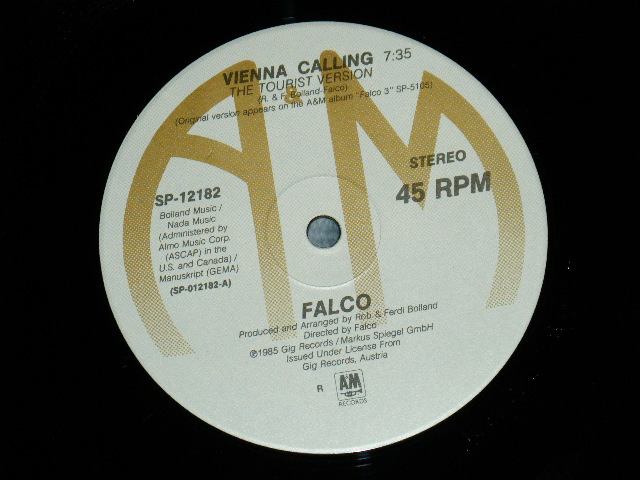 VIENNA CALLING 7:35
THE TOURIST VERSION
(R. & F. Bolland-Falco)
(Original version appears on the A&M album "Falco 3" SP-5105)
A&M
STEREO
45 RPM
SP-12182
Bolland Music /
Nada Music
(Administered by
Almo Music Corp.
(ASCAP) in the
U.S. and Canada) /
Manuskript (GEMA)
(SP-012182-A)
FALCO
Produced and Arranged by Rob & Ferdi Bolland
Directed by Falco
℗1985 Gig Records / Markus Spiegel GmbH
Issued Under License From
Gig Records, Austria
R
A&M
RECORDS